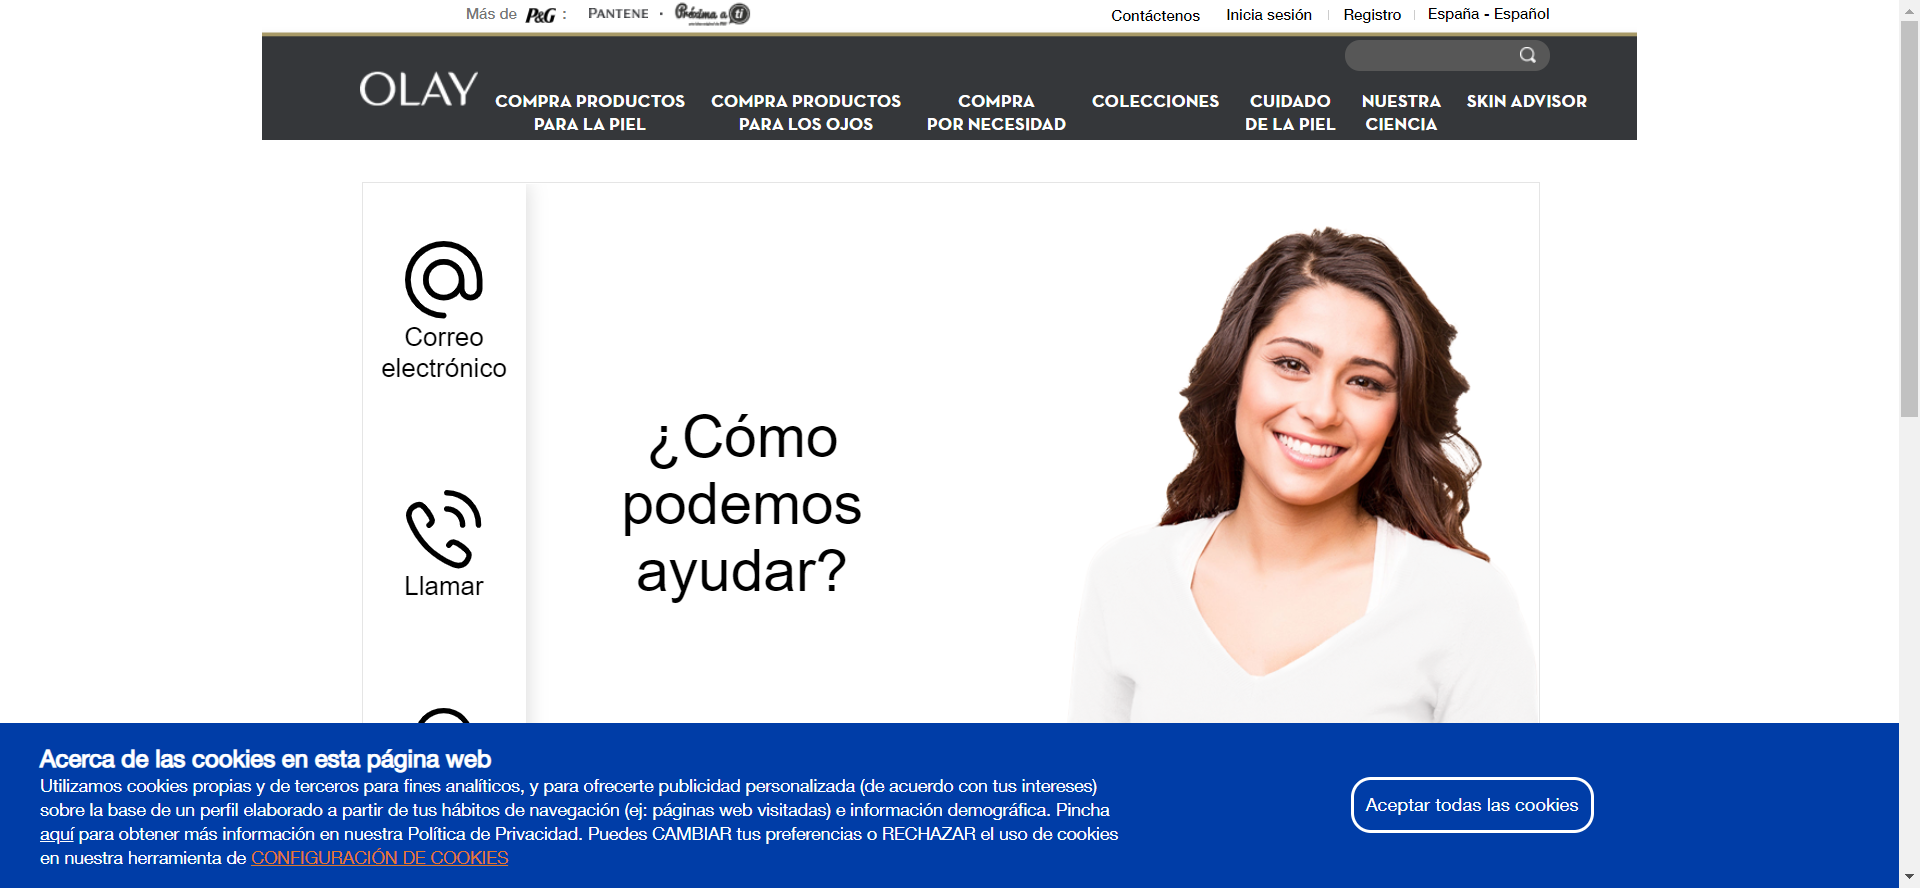 Más de P&G :
PANTENE · Próxima a ti
Contáctenos
Inicia sesión
Registro
España - Español
OLAY
COMPRA PRODUCTOS
PARA LA PIEL
COMPRA PRODUCTOS
PARA LOS OJOS
COMPRA
POR NECESIDAD
COLECCIONES
CUIDADO
DE LA PIEL
NUESTRA
CIENCIA
SKIN ADVISOR
Correo
electrónico
Llamar
¿Cómo
podemos
ayudar?
Acerca de las cookies en esta página web
Utilizamos cookies propias y de terceros para fines analíticos, y para ofrecerte publicidad personalizada (de acuerdo con tus intereses)
sobre la base de un perfil elaborado a partir de tus hábitos de navegación (ej: páginas web visitadas) e información demográfica. Pincha
aquí para obtener más información en nuestra Política de Privacidad. Puedes CAMBIAR tus preferencias o RECHAZAR el uso de cookies
en nuestra herramienta de CONFIGURACIÓN DE COOKIES
Aceptar todas las cookies